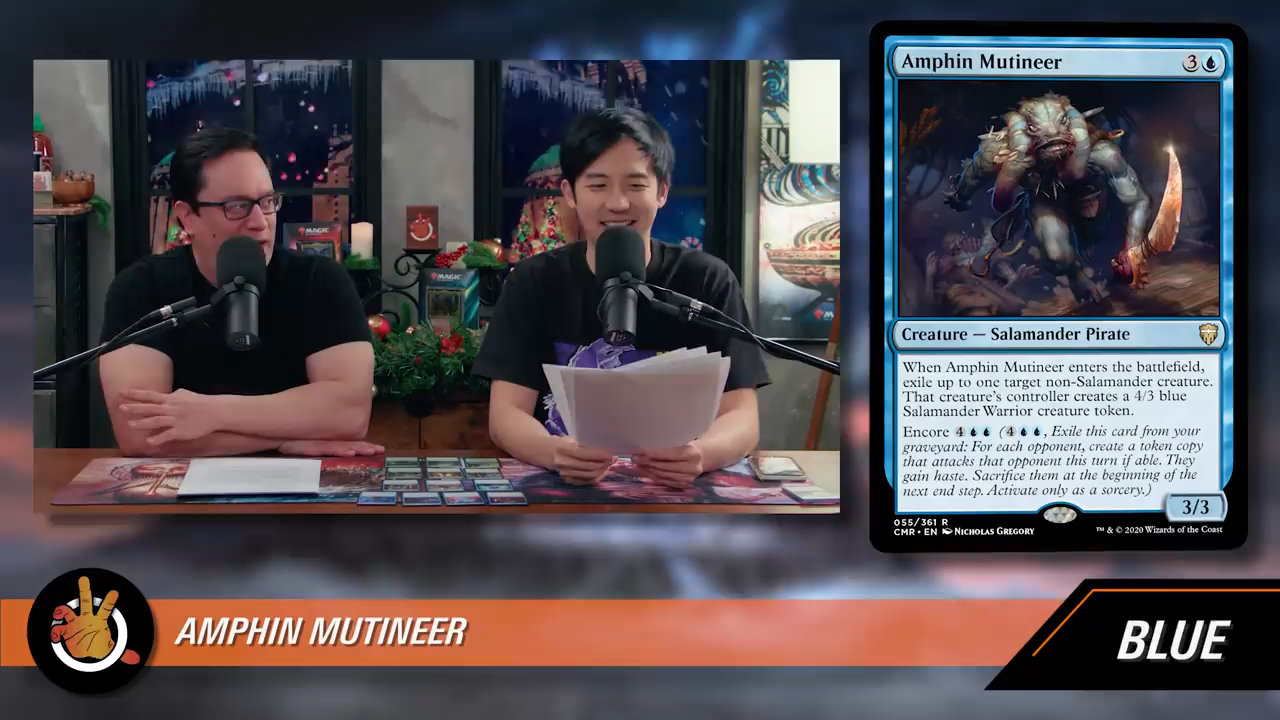 Amphin Mutineer 3
MAGIC
MAGIC
Creature — Salamander Pirate
When Amphin Mutineer enters the battlefield,
exile up to one target non-Salamander creature.
That creature's controller creates a 4/3 blue
Salamander Warrior creature token.
Encore 4 (4, Exile this card from your
graveyard: For each opponent, create a token copy
that attacks that opponent this turn if able. They
gain haste. Sacrifice them at the beginning of the
next end step. Activate only as a sorcery.)
3/3
055/361 R
CMR • EN Nicholas Gregory
™ & © 2020 Wizards of the Coast
AMPHIN MUTINEER
BLUE